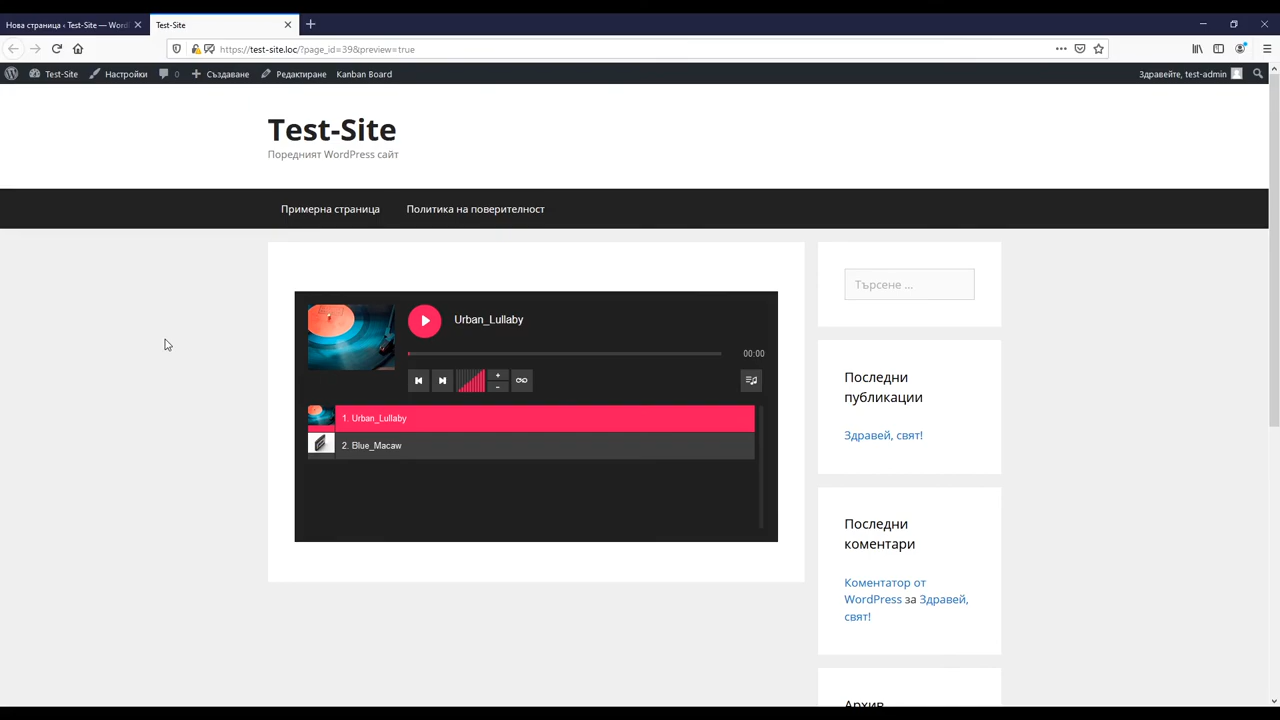 Нова страница ‹ Test-Site — Word
Test-Site
https://test-site.loc/?page_id=39&preview=true
Test-Site
Настройки
0
Създаване
Редактиране
Kanban Board
Здравейте, test-admin
Test-Site
Поредният WordPress сайт
Примерна страница
Политика на поверителност
Urban_Lullaby
00:00
1. Urban_Lullaby
2. Blue_Macaw
Търсене …
Последни
публикации
Здравей, свят!
Последни
коментари
Коментатор от
WordPress за Здравей,
свят!
Архив